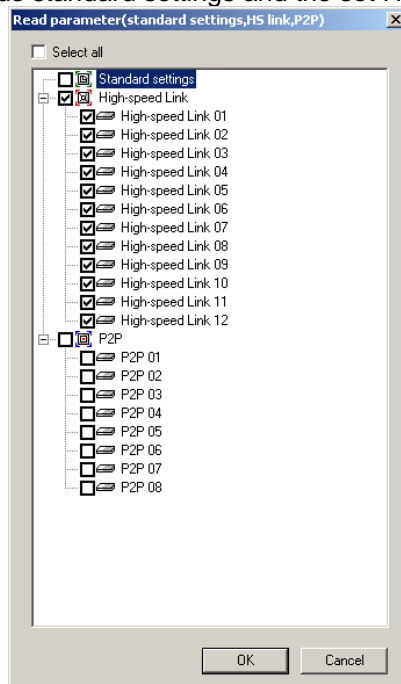 Read parameter(standard settings,HS link,P2P)
Select all
Standard settings
High-speed Link
High-speed Link 01
High-speed Link 02
High-speed Link 03
High-speed Link 04
High-speed Link 05
High-speed Link 06
High-speed Link 07
High-speed Link 08
High-speed Link 09
High-speed Link 10
High-speed Link 11
High-speed Link 12
P2P
P2P 01
P2P 02
P2P 03
P2P 04
P2P 05
P2P 06
P2P 07
P2P 08
OK Cancel